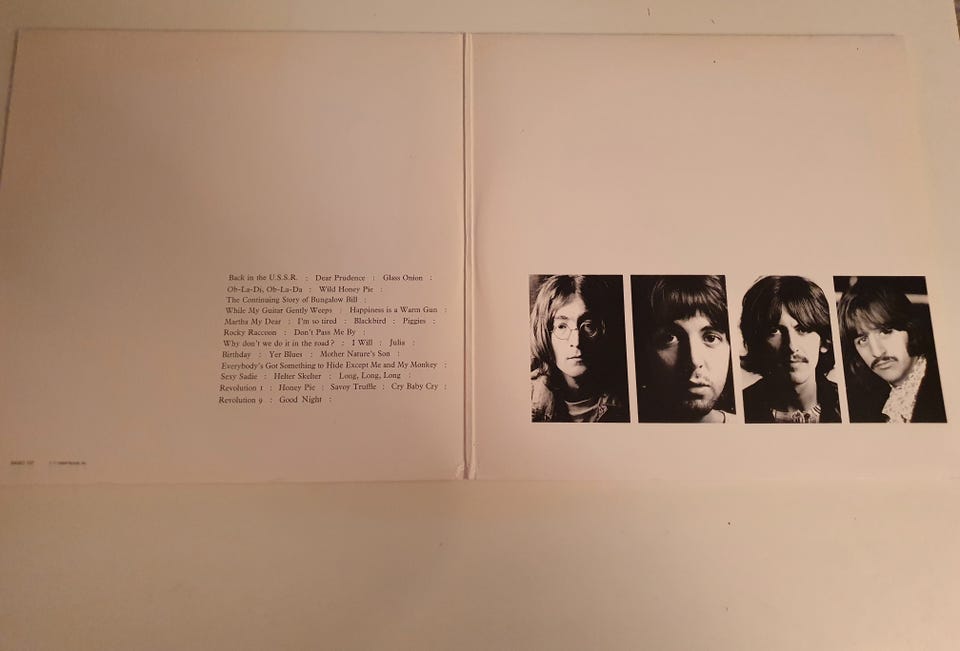 Back in the U.S.S.R. : Dear Prudence : Glass Onion :
Ob-La-Di, Ob-La-Da : Wild Honey Pie :
The Continuing Story of Bungalow Bill :
While My Guitar Gently Weeps : Happiness is a Warm Gun :
Martha My Dear : I'm so tired : Blackbird : Piggies :
Rocky Raccoon : Don't Pass Me By :
Why don't we do it in the road? : I Will : Julia :
Birthday : Yer Blues : Mother Nature's Son :
Everybody's Got Something to Hide Except Me and My Monkey :
Sexy Sadie : Helter Skelter : Long, Long, Long :
Revolution 1 : Honey Pie : Savoy Truffle : Cry Baby Cry :
Revolution 9 : Good Night :